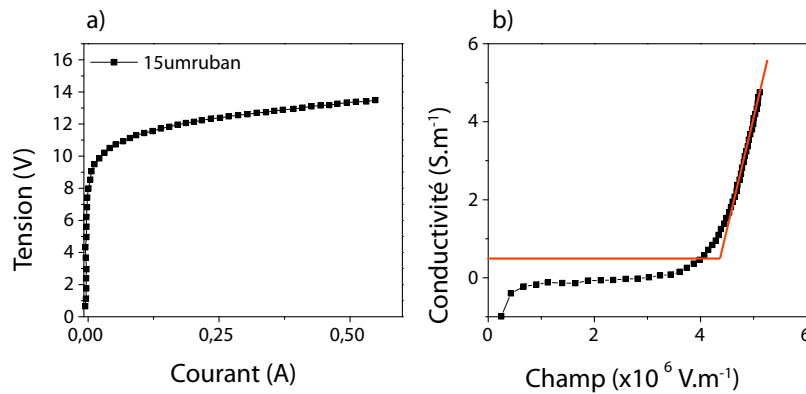 a)
15umruban
16
14
12
10
8
6
4
2
0
0,00 0,25 0,50
Tension (V)
Courant (A)
b)
6
4
2
0
0 2 4 6
Conductivité (S.m⁻¹)
Champ (x10⁶ V.m⁻¹)